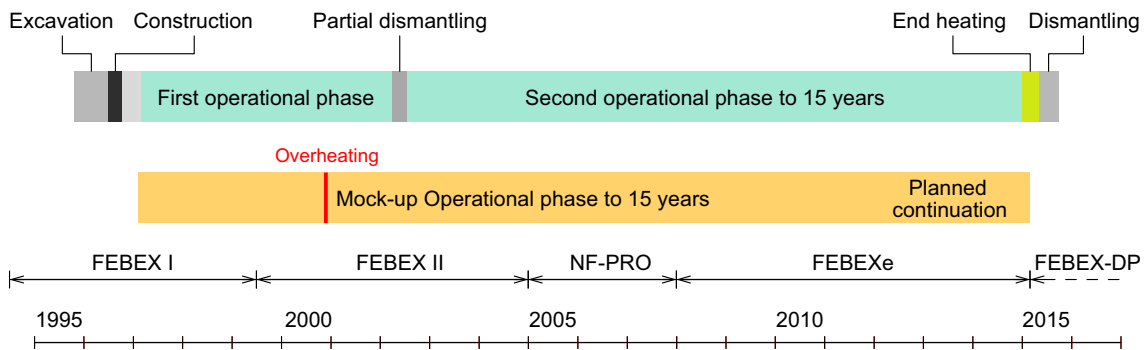 Excavation Construction Partial dismantling End heating Dismantling
First operational phase Second operational phase to 15 years
Overheating
Mock-up Operational phase to 15 years
Planned
continuation
FEBEX I FEBEX II NF-PRO FEBEXe FEBEX-DP
1995 2000 2005 2010 2015